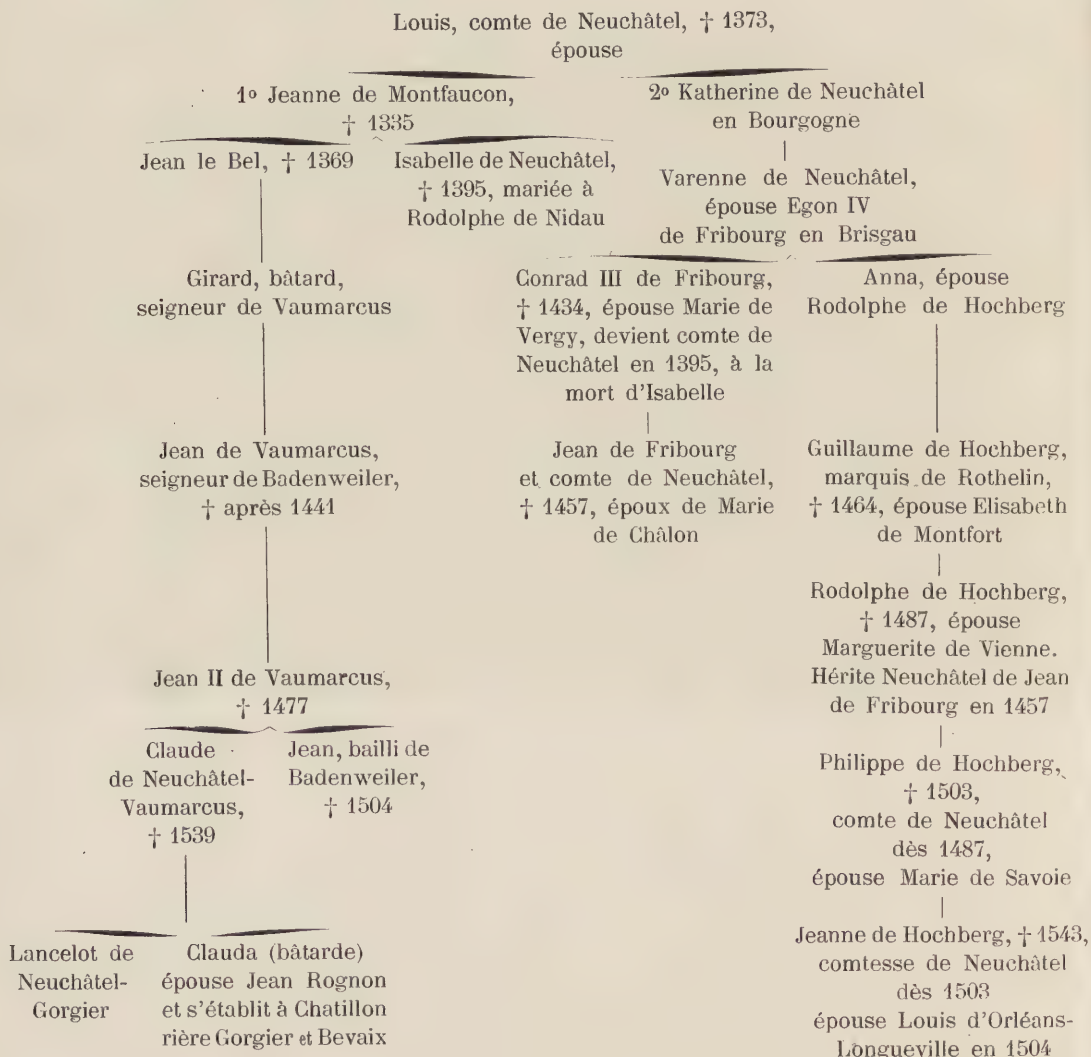 Louis, comte de Neuchâtel, † 1373,
épouse
1º Jeanne de Montfaucon,
† 1335
2º Katherine de Neuchâtel
en Bourgogne
Jean le Bel, † 1369
Isabelle de Neuchâtel,
† 1395, mariée à
Rodolphe de Nidau
Varenne de Neuchâtel,
épouse Egon IV
de Fribourg en Brisgau
Girard, bâtard,
seigneur de Vaumarcus
Conrad III de Fribourg,
† 1434, épouse Marie de
Vergy, devient comte de
Neuchâtel en 1395, à la
mort d'Isabelle
Anna, épouse
Rodolphe de Hochberg
Jean de Vaumarcus,
seigneur de Badenweiler,
† après 1441
Jean de Fribourg
et comte de Neuchâtel,
† 1457, époux de Marie
de Châlon
Guillaume de Hochberg,
marquis de Rothelin,
† 1464, épouse Elisabeth
de Montfort
Rodolphe de Hochberg,
† 1487, épouse
Marguerite de Vienne.
Hérite Neuchâtel de Jean
de Fribourg en 1457
Jean II de Vaumarcus,
† 1477
Claude
de Neuchâtel-
Vaumarcus,
† 1539
Jean, bailli de
Badenweiler,
† 1504
Philippe de Hochberg,
† 1503,
comte de Neuchâtel
dès 1487,
épouse Marie de Savoie
Lancelot de
Neuchâtel-
Gorgier
Clauda (bâtarde)
épouse Jean Rognon
et s'établit à Chatillon
rière Gorgier et Bevaix
Jeanne de Hochberg, † 1543,
comtesse de Neuchâtel
dès 1503
épouse Louis d'Orléans-
Longueville en 1504